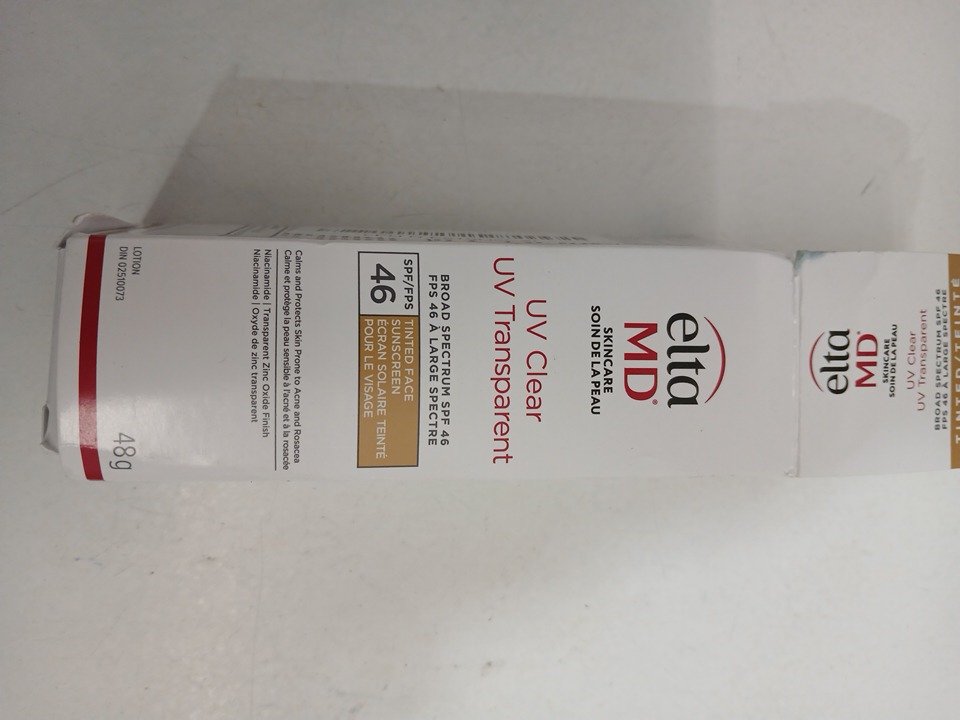 elta
MD®
SKINCARE
SOIN DE LA PEAU
UV Clear
UV Transparent
BROAD SPECTRUM SPF 46
FPS 46 À LARGE SPECTRE
SPF/FPS
46
TINTED FACE
SUNSCREEN
ÉCRAN SOLAIRE TEINTÉ
POUR LE VISAGE
Calms and Protects Skin Prone to Acne and Rosacea
Calme et protège la peau sensible à l'acné et à la rosacée
Niacinamide | Transparent Zinc Oxide Finish
Niacinamide | Oxyde de zinc transparent
LOTION
DIN 02510073
48g
elta
MD®
SKINCARE
SOIN DE LA PEAU
UV Clear
UV Transparent
BROAD SPECTRUM SPF 46
FPS 46 À LARGE SPECTRE